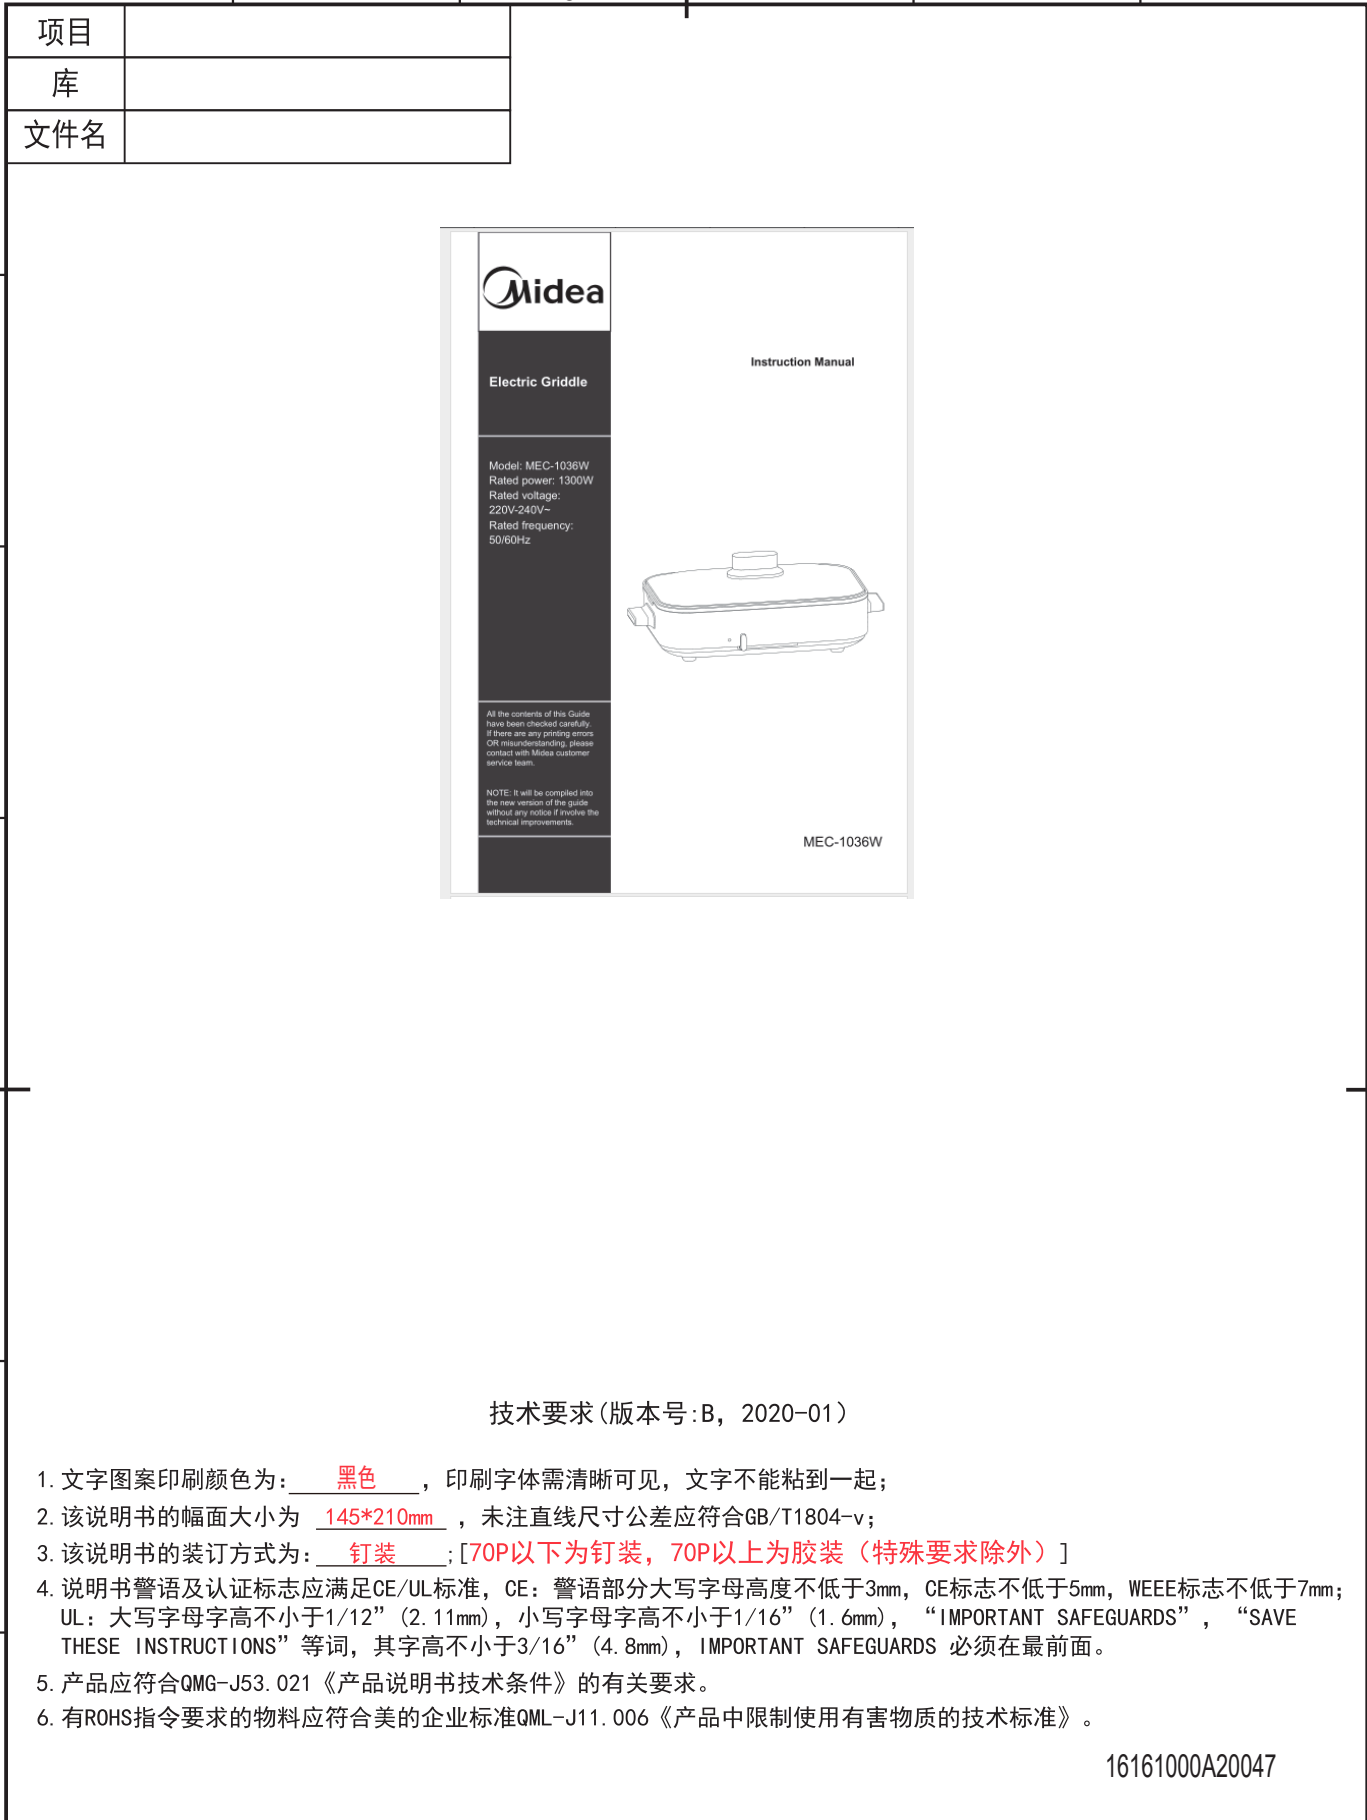 项目
库
文件名
Midea
Instruction Manual
Electric Griddle
Model: MEC-1036W
Rated power: 1300W
Rated voltage:
220V-240V~
Rated frequency:
50/60Hz
All the contents of this Guide
have been checked carefully.
If there are any printing errors
OR misunderstanding, please
contact with Midea customer
service team.
NOTE: It will be compiled into
the new version of the guide
without any notice if involve the
technical improvements.
MEC-1036W
技术要求(版本号:B，2020-01)
1. 文字图案印刷颜色为：黑色，印刷字体需清晰可见，文字不能粘到一起；
2. 该说明书的幅面大小为 145*210mm ，未注直线尺寸公差应符合GB/T1804-v；
3. 该说明书的装订方式为：钉装;[70P以下为钉装，70P以上为胶装（特殊要求除外）]
4. 说明书警语及认证标志应满足CE/UL标准，CE：警语部分大写字母高度不低于3mm，CE标志不低于5mm，WEEE标志不低于7mm；
UL：大写字母字高不小于1/12”(2.11mm)，小写字母字高不小于1/16”(1.6mm)，“IMPORTANT SAFEGUARDS”，“SAVE
THESE INSTRUCTIONS”等词，其字高不小于3/16”(4.8mm)，IMPORTANT SAFEGUARDS 必须在最前面。
5. 产品应符合QMG-J53.021《产品说明书技术条件》的有关要求。
6. 有ROHS指令要求的物料应符合美的企业标准QML-J11.006《产品中限制使用有害物质的技术标准》。
16161000A20047